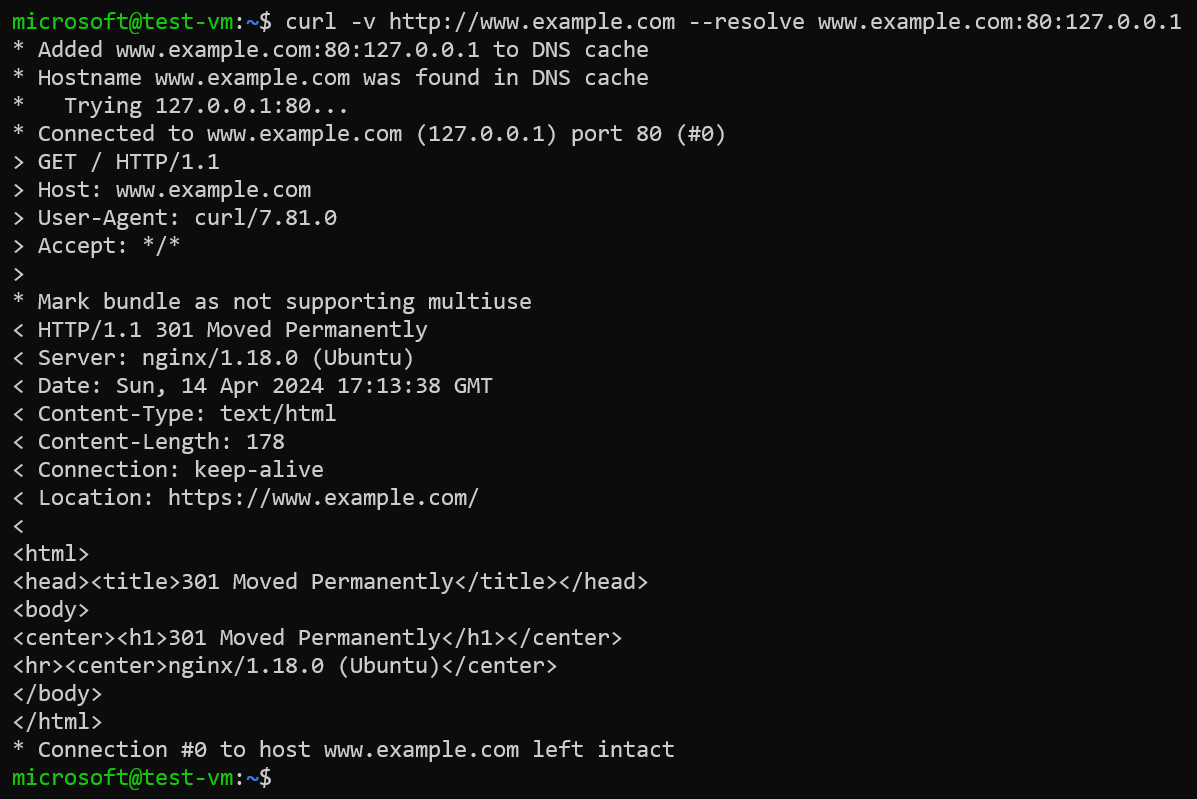 microsoft@test-vm:~$ curl -v http://www.example.com --resolve www.example.com:80:127.0.0.1
* Added www.example.com:80:127.0.0.1 to DNS cache
* Hostname www.example.com was found in DNS cache
*   Trying 127.0.0.1:80...
* Connected to www.example.com (127.0.0.1) port 80 (#0)
> GET / HTTP/1.1
> Host: www.example.com
> User-Agent: curl/7.81.0
> Accept: */*
>
* Mark bundle as not supporting multiuse
< HTTP/1.1 301 Moved Permanently
< Server: nginx/1.18.0 (Ubuntu)
< Date: Sun, 14 Apr 2024 17:13:38 GMT
< Content-Type: text/html
< Content-Length: 178
< Connection: keep-alive
< Location: https://www.example.com/
<
<html>
<head><title>301 Moved Permanently</title></head>
<body>
<center><h1>301 Moved Permanently</h1></center>
<hr><center>nginx/1.18.0 (Ubuntu)</center>
</body>
</html>
* Connection #0 to host www.example.com left intact
microsoft@test-vm:~$